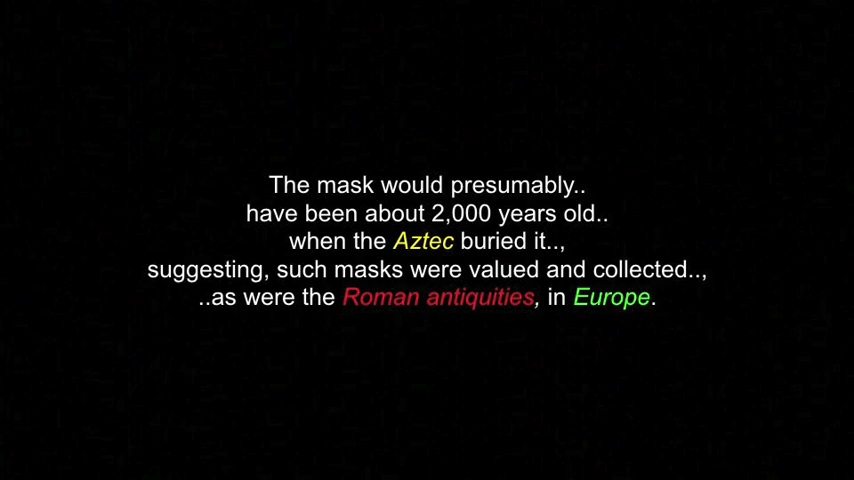 The mask would presumably..
have been about 2,000 years old..
when the Aztec buried it..,
suggesting, such masks were valued and collected..,
..as were the Roman antiquities, in Europe.